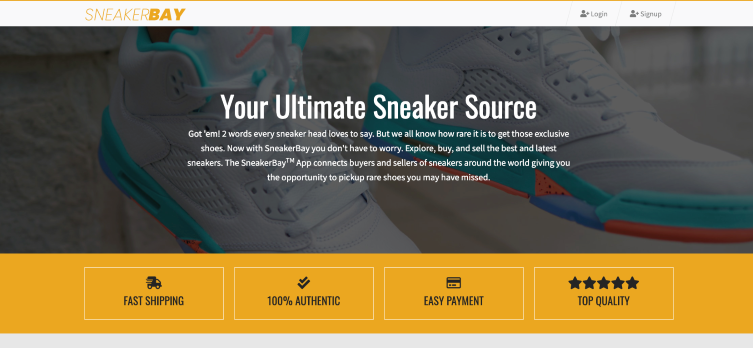 SNEAKERBAY
Login
Signup
Your Ultimate Sneaker Source
Got 'em! 2 words every sneaker head loves to say. But we all know how rare it is to get those exclusive
shoes. Now with SneakerBay you don't have to worry. Explore, buy, and sell the best and latest
sneakers. The SneakerBay™ App connects buyers and sellers of sneakers around the world giving you
the opportunity to pickup rare shoes you may have missed.
FAST SHIPPING
100% AUTHENTIC
EASY PAYMENT
TOP QUALITY